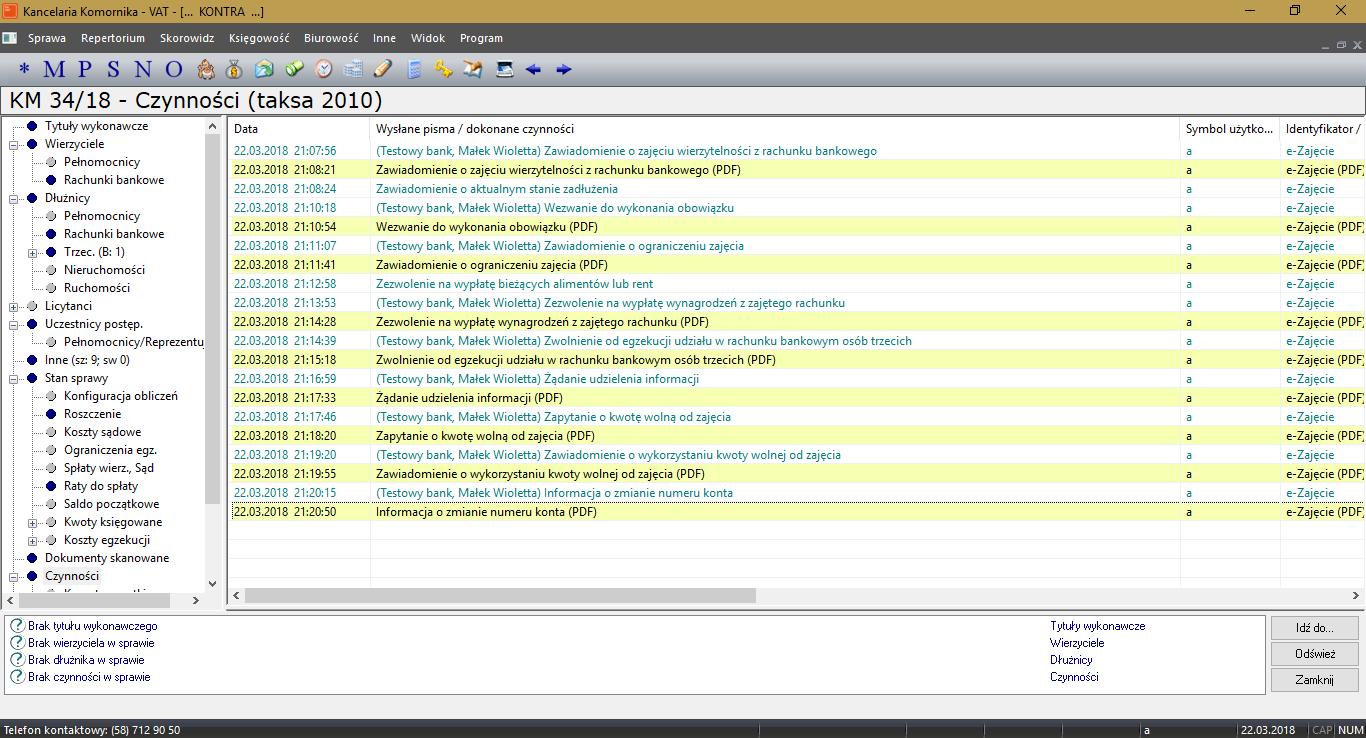 Kancelaria Komornika - VAT - [... KONTRA ...]
Sprawa Repertorium Skorowidz Księgowość Biurowość Inne Widok Program
* M P S N O
KM 34/18 - Czynności (taksa 2010)
Tytuły wykonawcze
Wierzyciele
Pełnomocnicy
Rachunki bankowe
Dłużnicy
Pełnomocnicy
Rachunki bankowe
Trzec. (B: 1)
Nieruchomości
Ruchomości
Licytanci
Uczestnicy postęp.
Pełnomocnicy/Reprezentu
Inne (sz: 9; sw 0)
Stan sprawy
Konfiguracja obliczeń
Roszczenie
Koszty sądowe
Ograniczenia egz.
Spłaty wierz., Sąd
Raty do spłaty
Saldo początkowe
Kwoty księgowane
Koszty egzekucji
Dokumenty skanowane
Czynności
Data Wysłane pisma / dokonane czynności Symbol użytko... Identyfikator /
22.03.2018 21:07:56 (Testowy bank, Małek Wioletta) Zawiadomienie o zajęciu wierzytelności z rachunku bankowego a e-Zajęcie
22.03.2018 21:08:21 Zawiadomienie o zajęciu wierzytelności z rachunku bankowego (PDF) a e-Zajęcie (PDF)
22.03.2018 21:08:24 Zawiadomienie o aktualnym stanie zadłużenia a e-Zajęcie
22.03.2018 21:10:18 (Testowy bank, Małek Wioletta) Wezwanie do wykonania obowiązku a e-Zajęcie
22.03.2018 21:10:54 Wezwanie do wykonania obowiązku (PDF) a e-Zajęcie (PDF)
22.03.2018 21:11:07 (Testowy bank, Małek Wioletta) Zawiadomienie o ograniczeniu zajęcia a e-Zajęcie
22.03.2018 21:11:41 Zawiadomienie o ograniczeniu zajęcia (PDF) a e-Zajęcie (PDF)
22.03.2018 21:12:58 Zezwolenie na wypłatę bieżących alimentów lub rent a e-Zajęcie
22.03.2018 21:13:53 (Testowy bank, Małek Wioletta) Zezwolenie na wypłatę wynagrodzeń z zajętego rachunku a e-Zajęcie
22.03.2018 21:14:28 Zezwolenie na wypłatę wynagrodzeń z zajętego rachunku (PDF) a e-Zajęcie (PDF)
22.03.2018 21:14:39 (Testowy bank, Małek Wioletta) Zwolnienie od egzekucji udziału w rachunku bankowym osób trzecich a e-Zajęcie
22.03.2018 21:15:18 Zwolnienie od egzekucji udziału w rachunku bankowym osób trzecich (PDF) a e-Zajęcie (PDF)
22.03.2018 21:16:59 (Testowy bank, Małek Wioletta) Żądanie udzielenia informacji a e-Zajęcie
22.03.2018 21:17:33 Żądanie udzielenia informacji (PDF) a e-Zajęcie (PDF)
22.03.2018 21:17:46 (Testowy bank, Małek Wioletta) Zapytanie o kwotę wolną od zajęcia a e-Zajęcie
22.03.2018 21:18:20 Zapytanie o kwotę wolną od zajęcia (PDF) a e-Zajęcie (PDF)
22.03.2018 21:19:20 (Testowy bank, Małek Wioletta) Zawiadomienie o wykorzystaniu kwoty wolnej od zajęcia a e-Zajęcie
22.03.2018 21:19:55 Zawiadomienie o wykorzystaniu kwoty wolnej od zajęcia (PDF) a e-Zajęcie (PDF)
22.03.2018 21:20:15 (Testowy bank, Małek Wioletta) Informacja o zmianie numeru konta a e-Zajęcie
22.03.2018 21:20:50 Informacja o zmianie numeru konta (PDF) a e-Zajęcie (PDF)
Brak tytułu wykonawczego Tytuły wykonawcze
Brak wierzyciela w sprawie Wierzyciele
Brak dłużnika w sprawie Dłużnicy
Brak czynności w sprawie Czynności
Idź do...
Odśwież
Zamknij
Telefon kontaktowy: (58) 712 90 50 a 22.03.2018 CAP NUM